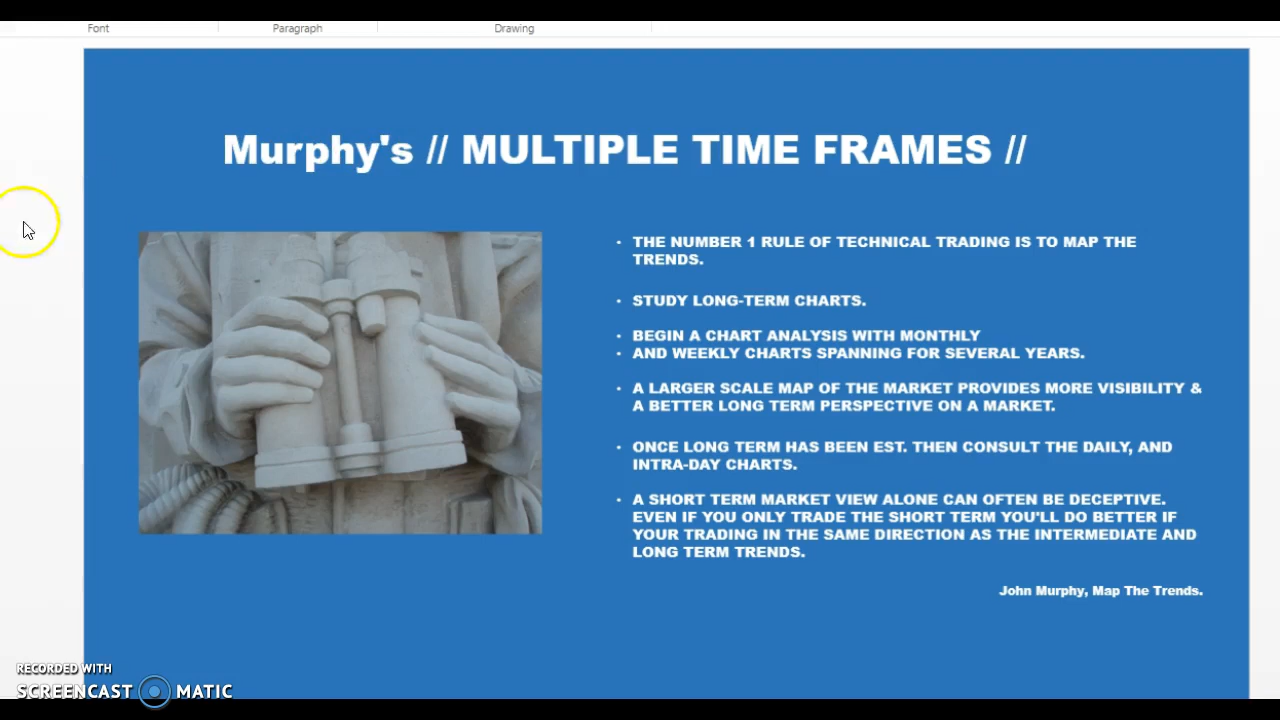 Font Paragraph Drawing
Murphy's // MULTIPLE TIME FRAMES //
• THE NUMBER 1 RULE OF TECHNICAL TRADING IS TO MAP THE
TRENDS.
• STUDY LONG-TERM CHARTS.
• BEGIN A CHART ANALYSIS WITH MONTHLY
• AND WEEKLY CHARTS SPANNING FOR SEVERAL YEARS.
• A LARGER SCALE MAP OF THE MARKET PROVIDES MORE VISIBILITY &
A BETTER LONG TERM PERSPECTIVE ON A MARKET.
• ONCE LONG TERM HAS BEEN EST. THEN CONSULT THE DAILY, AND
INTRA-DAY CHARTS.
• A SHORT TERM MARKET VIEW ALONE CAN OFTEN BE DECEPTIVE.
EVEN IF YOU ONLY TRADE THE SHORT TERM YOU'LL DO BETTER IF
YOUR TRADING IN THE SAME DIRECTION AS THE INTERMEDIATE AND
LONG TERM TRENDS.
John Murphy, Map The Trends.
RECORDED WITH
SCREENCAST MATIC